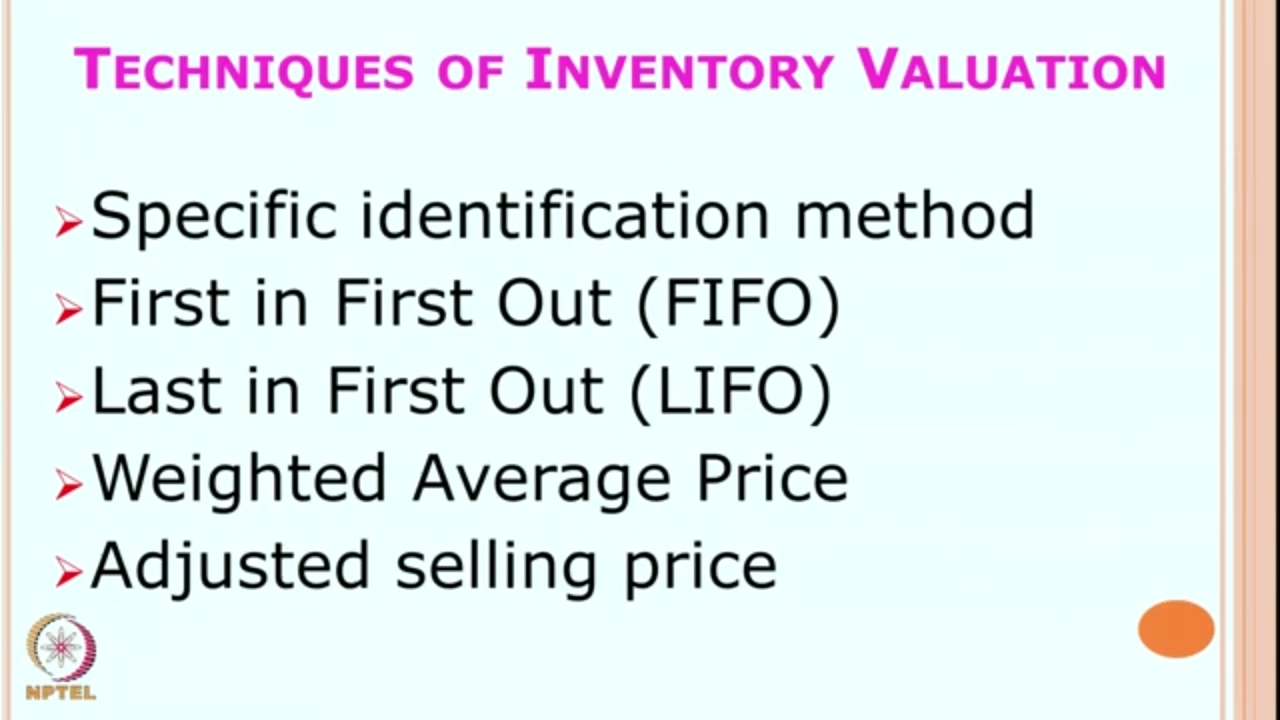 TECHNIQUES OF INVENTORY VALUATION
Specific identification method
First in First Out (FIFO)
Last in First Out (LIFO)
Weighted Average Price
Adjusted selling price
NPTEL